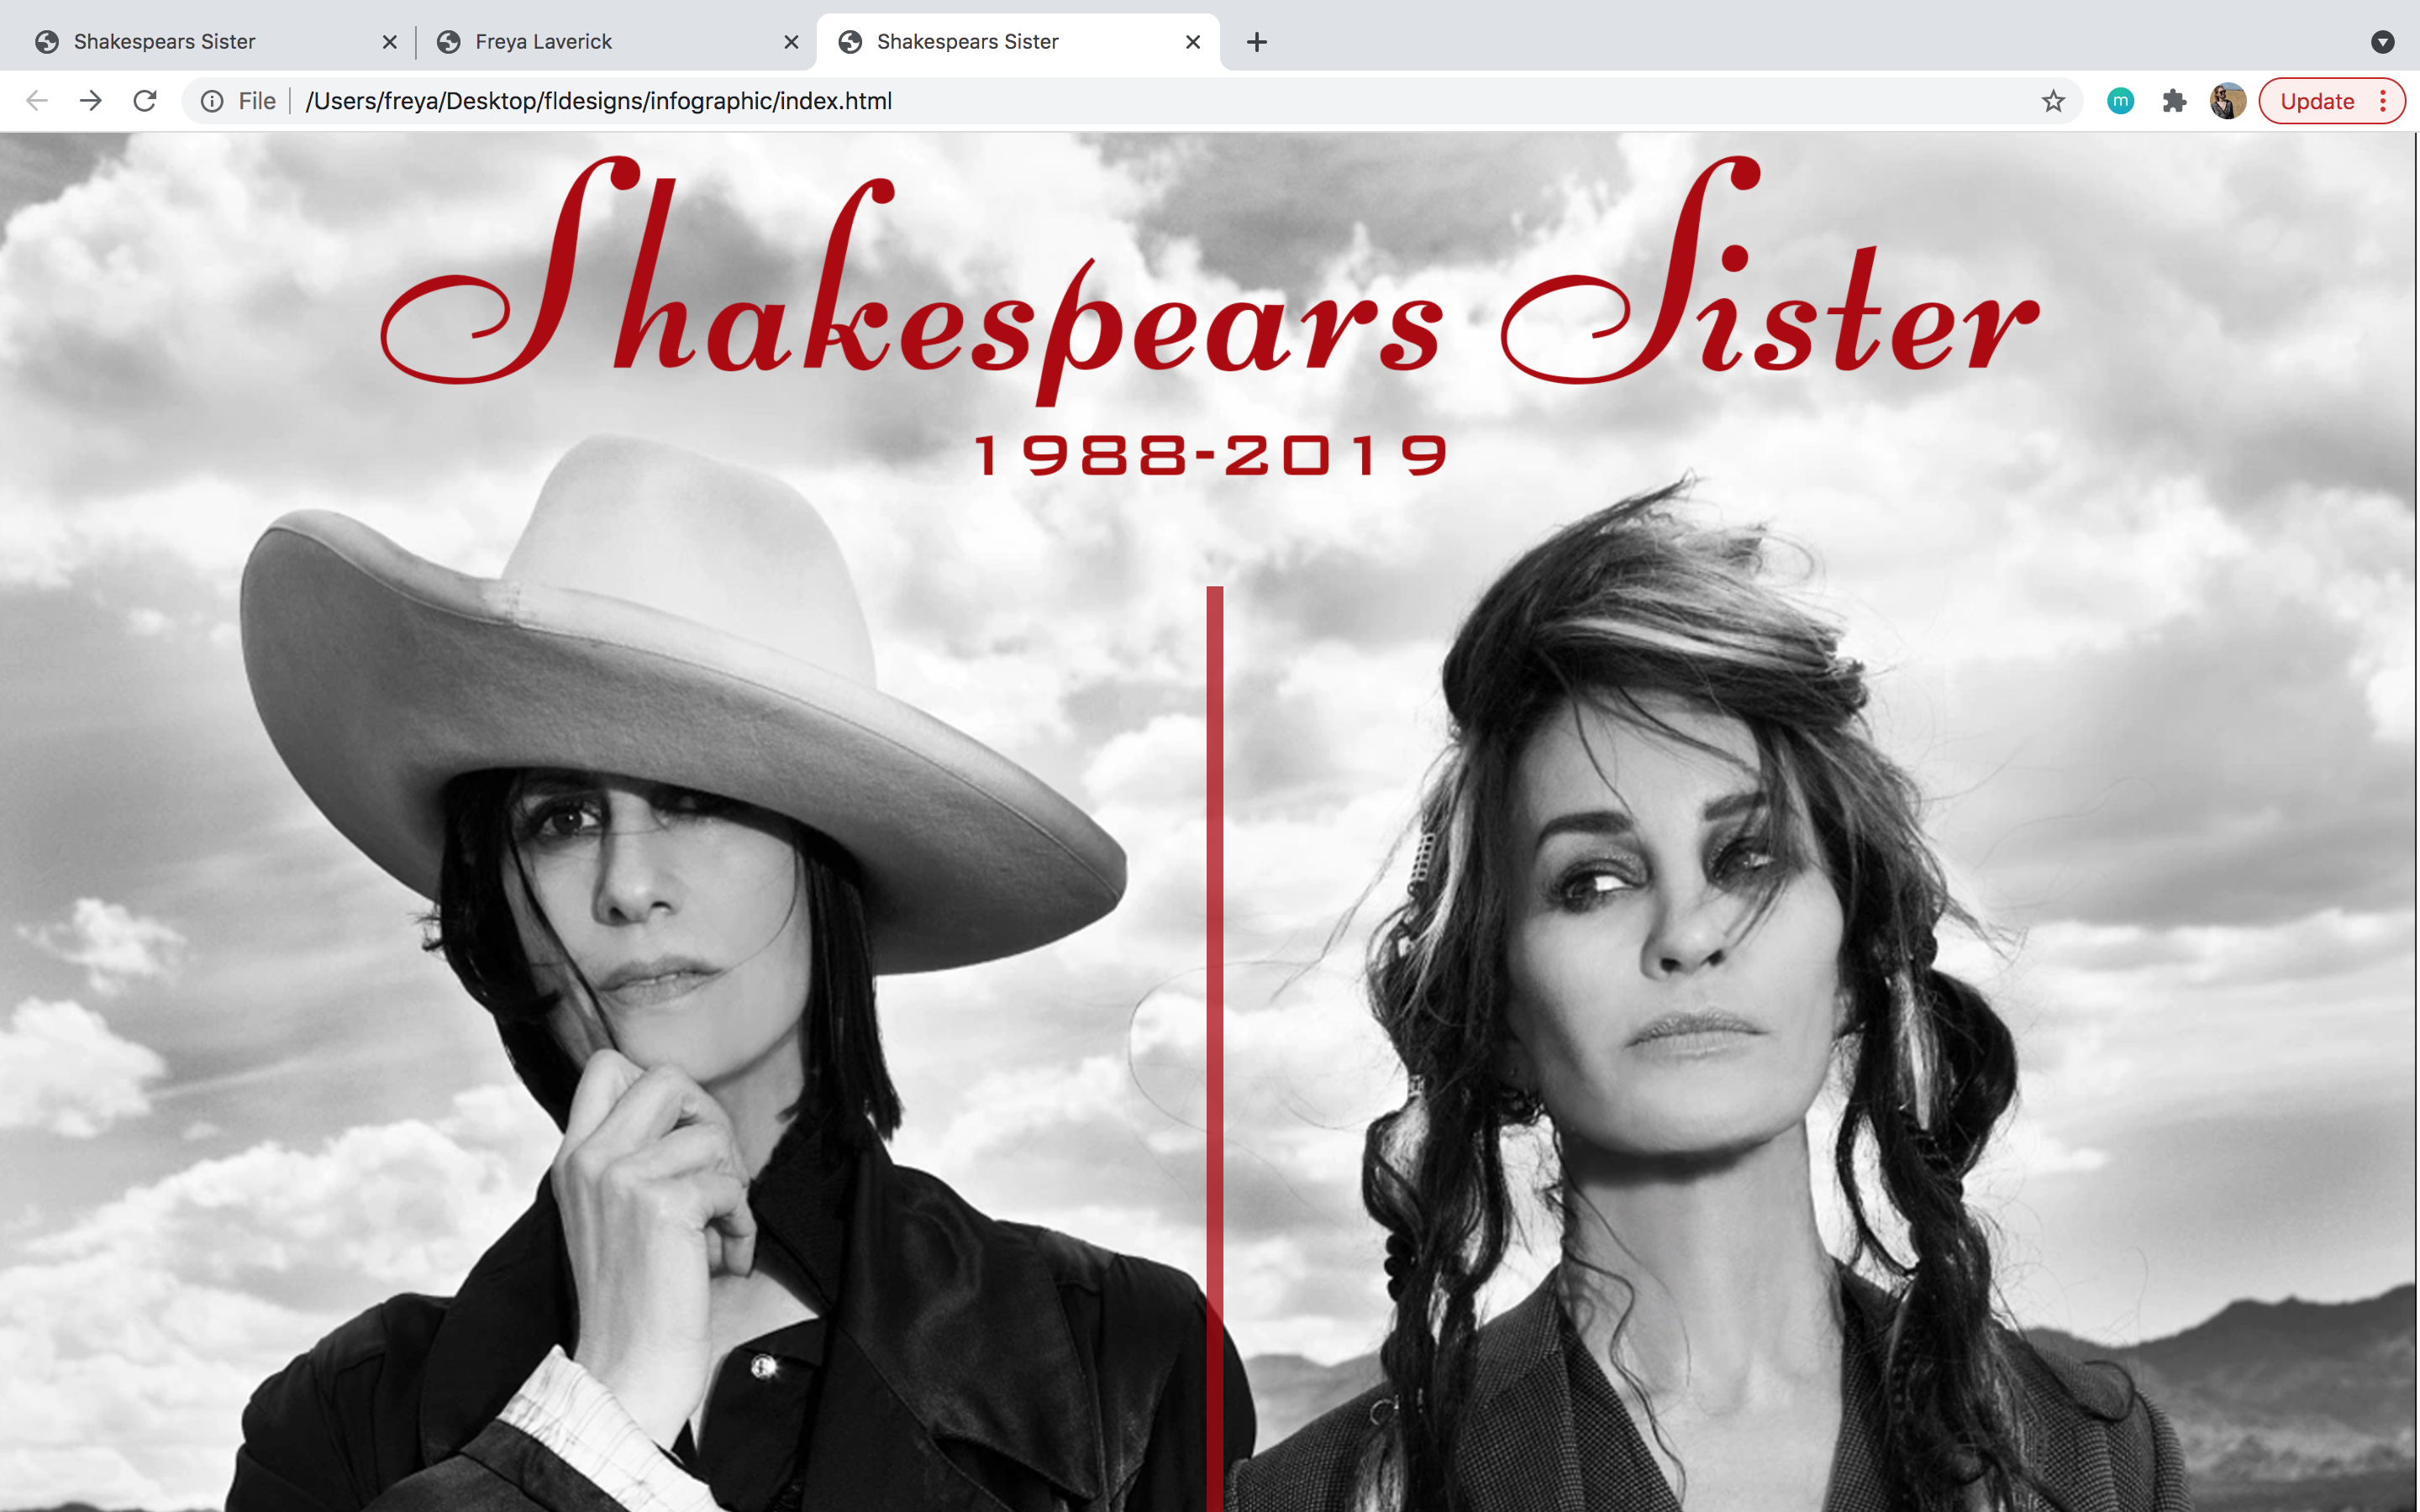 Shakespears Sister
Freya Laverick
Shakespears Sister
File
/Users/freya/Desktop/fldesigns/infographic/index.html
m
Update
Shakespears Sister
1988-2019